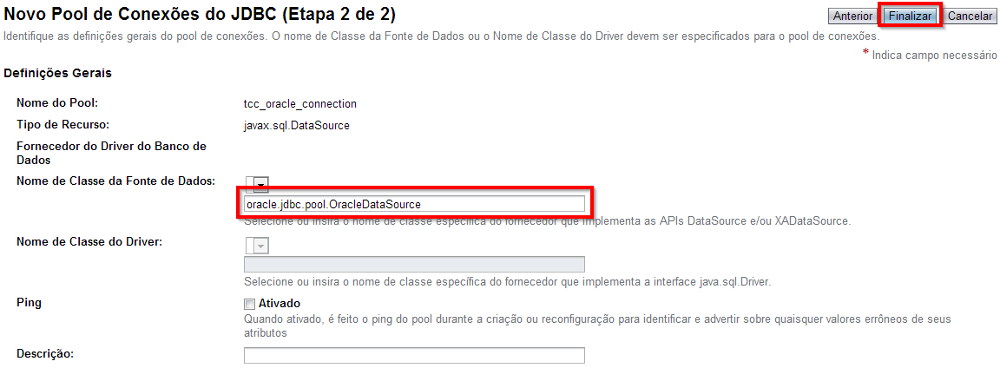 Novo Pool de Conexões do JDBC (Etapa 2 de 2)
Anterior Finalizar Cancelar
Identifique as definições gerais do pool de conexões. O nome de Classe da Fonte de Dados ou o Nome de Classe do Driver devem ser especificados para o pool de conexões.
* Indica campo necessário
Definições Gerais
Nome do Pool: tcc_oracle_connection
Tipo de Recurso: javax.sql.DataSource
Fornecedor do Driver do Banco de
Dados
Nome de Classe da Fonte de Dados:
oracle.jdbc.pool.OracleDataSource
Selecione ou insira o nome de classe específica do fornecedor que implementa as APIs DataSource e/ou XADataSource.
Nome de Classe do Driver:
Selecione ou insira o nome de classe específica do fornecedor que implementa a interface java.sql.Driver.
Ping Ativado
Quando ativado, é feito o ping do pool durante a criação ou reconfiguração para identificar e advertir sobre quaisquer valores errôneos de seus
atributos
Descrição: